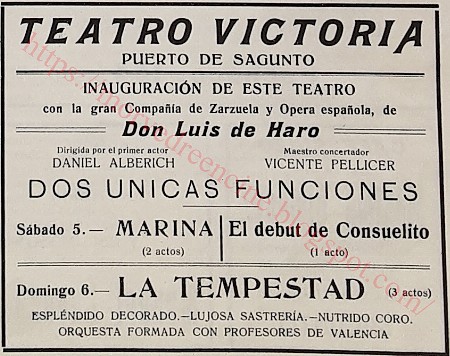 TEATRO VICTORIA
PUERTO DE SAGUNTO
INAUGURACIÓN DE ESTE TEATRO
con la gran Compañía de Zarzuela y Opera española, de
Don Luis de Haro
Dirigida por el primer actor
DANIEL ALBERICH
Maestro concertador
VICENTE PELLICER
DOS UNICAS FUNCIONES
Sábado 5.— MARINA
(2 actos)
El debut de Consuelito
(1 acto)
Domingo 6.— LA TEMPESTAD (3 actos)
ESPLÉNDIDO DECORADO.—LUJOSA SASTRERÍA.—NUTRIDO CORO.
ORQUESTA FORMADA CON PROFESORES DE VALENCIA